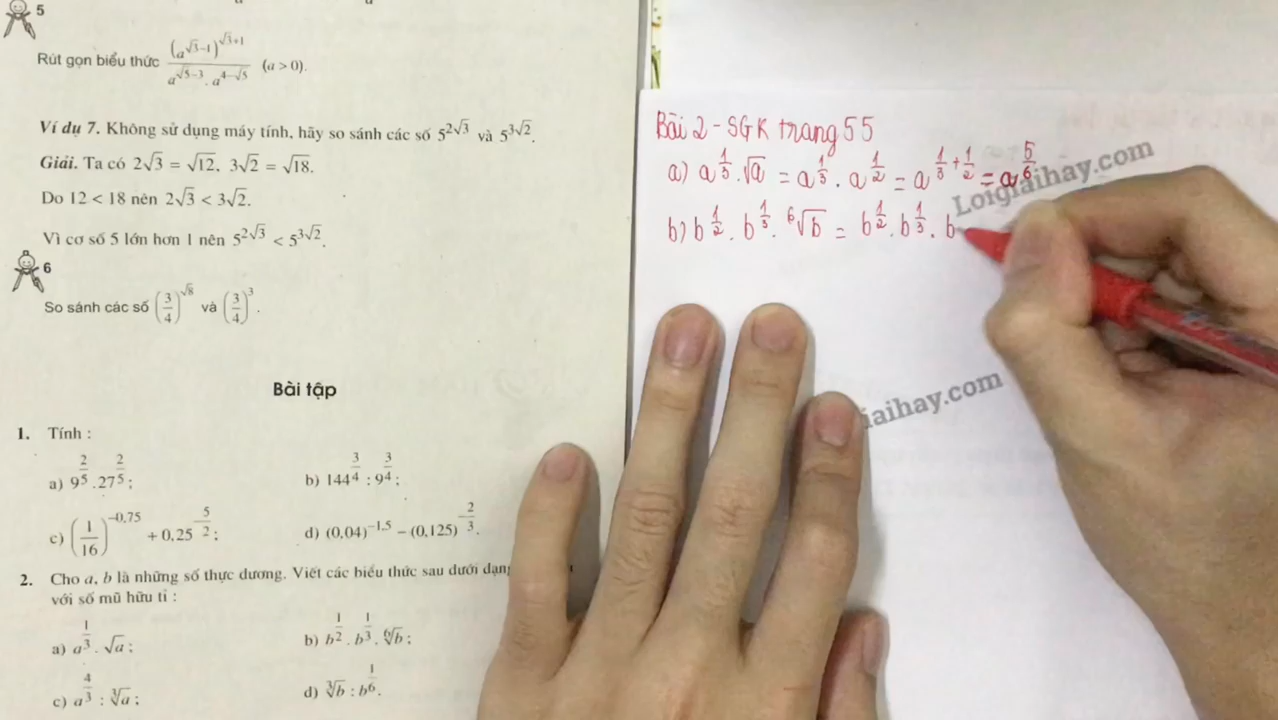 5
Rút gọn biểu thức (a^{√3−1})^{√3+1} / a^{√5−3} . a^{4−√5} (a > 0).
Ví dụ 7. Không sử dụng máy tính, hãy so sánh các số 5^{2√3} và 5^{3√2}.
Giải. Ta có 2√3 = √12, 3√2 = √18.
Do 12 < 18 nên 2√3 < 3√2.
Vì cơ số 5 lớn hơn 1 nên 5^{2√3} < 5^{3√2}.
6
So sánh các số (3/4)^{√8} và (3/4)^3.
Bài tập
1. Tính :
a) 9^{2/5} . 27^{2/5} ; b) 144^{3/4} : 9^{3/4} ;
c) (1/16)^{−0,75} + 0,25^{−5/2} ; d) (0,04)^{−1,5} − (0,125)^{−2/3}.
2. Cho a, b là những số thực dương. Viết các biểu thức sau dưới dạng
với số mũ hữu tỉ :
a) a^{1/3} . √a ; b) b^{1/2} . b^{1/3} . ⁶√b ;
c) a^{4/3} : ∛a ; d) ∛b : b^{1/6}.
Bài 2 - SGK trang 55
a) a^{1/3} . √a = a^{1/3} . a^{1/2} = a^{1/3 + 1/2} = a^{5/6}
b) b^{1/2} . b^{1/3} . ⁶√b = b^{1/2} . b^{1/3} . b
Loigiaihay.com
iaihay.com